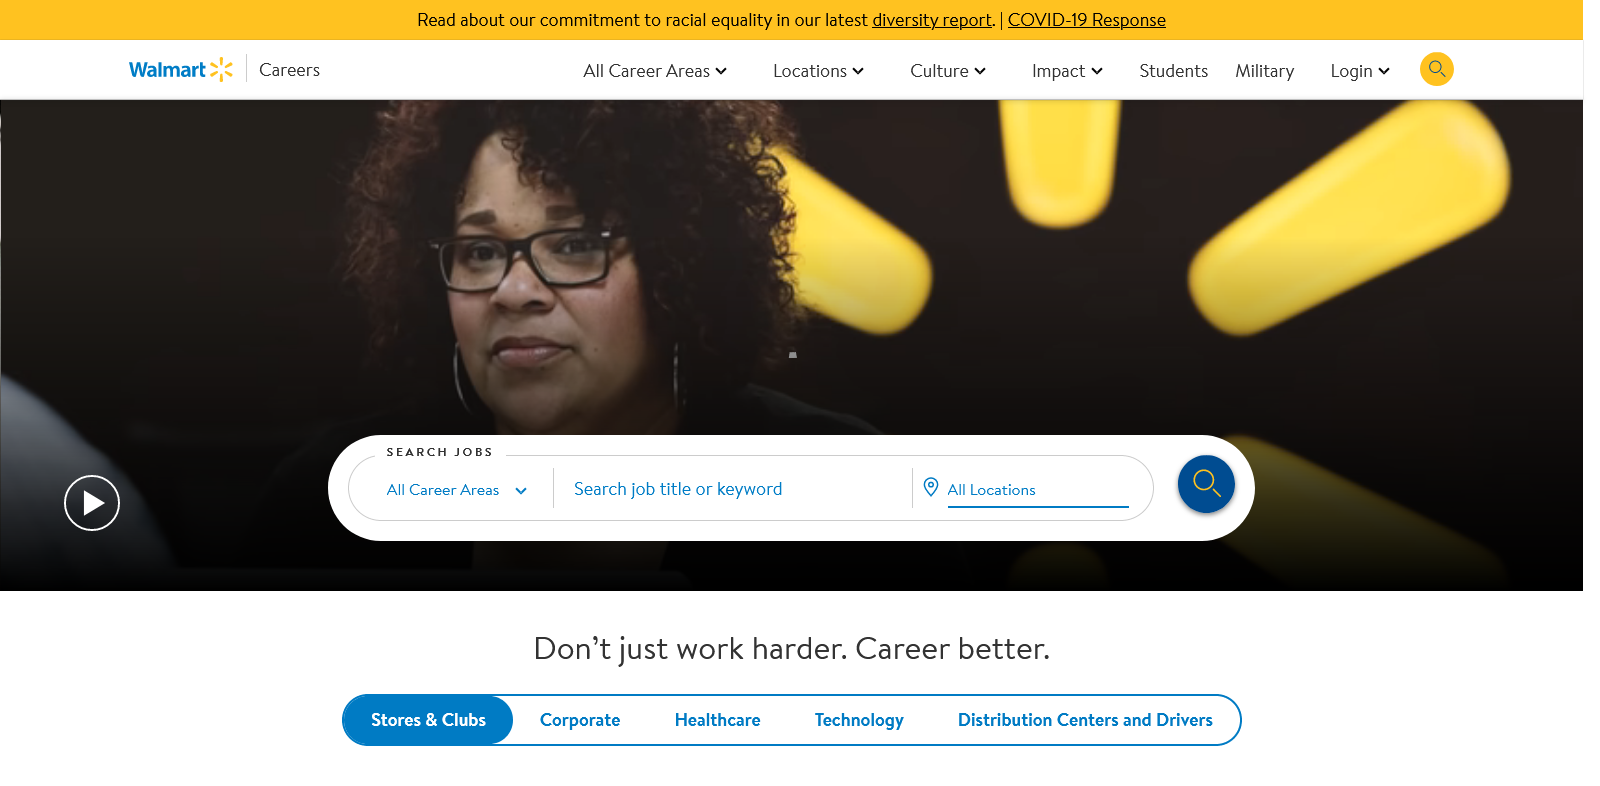 Read about our commitment to racial equality in our latest diversity report. | COVID-19 Response
Walmart Careers All Career Areas Locations Culture Impact Students Military Login
SEARCH JOBS
All Career Areas Search job title or keyword All Locations
Don’t just work harder. Career better.
Stores & Clubs Corporate Healthcare Technology Distribution Centers and Drivers